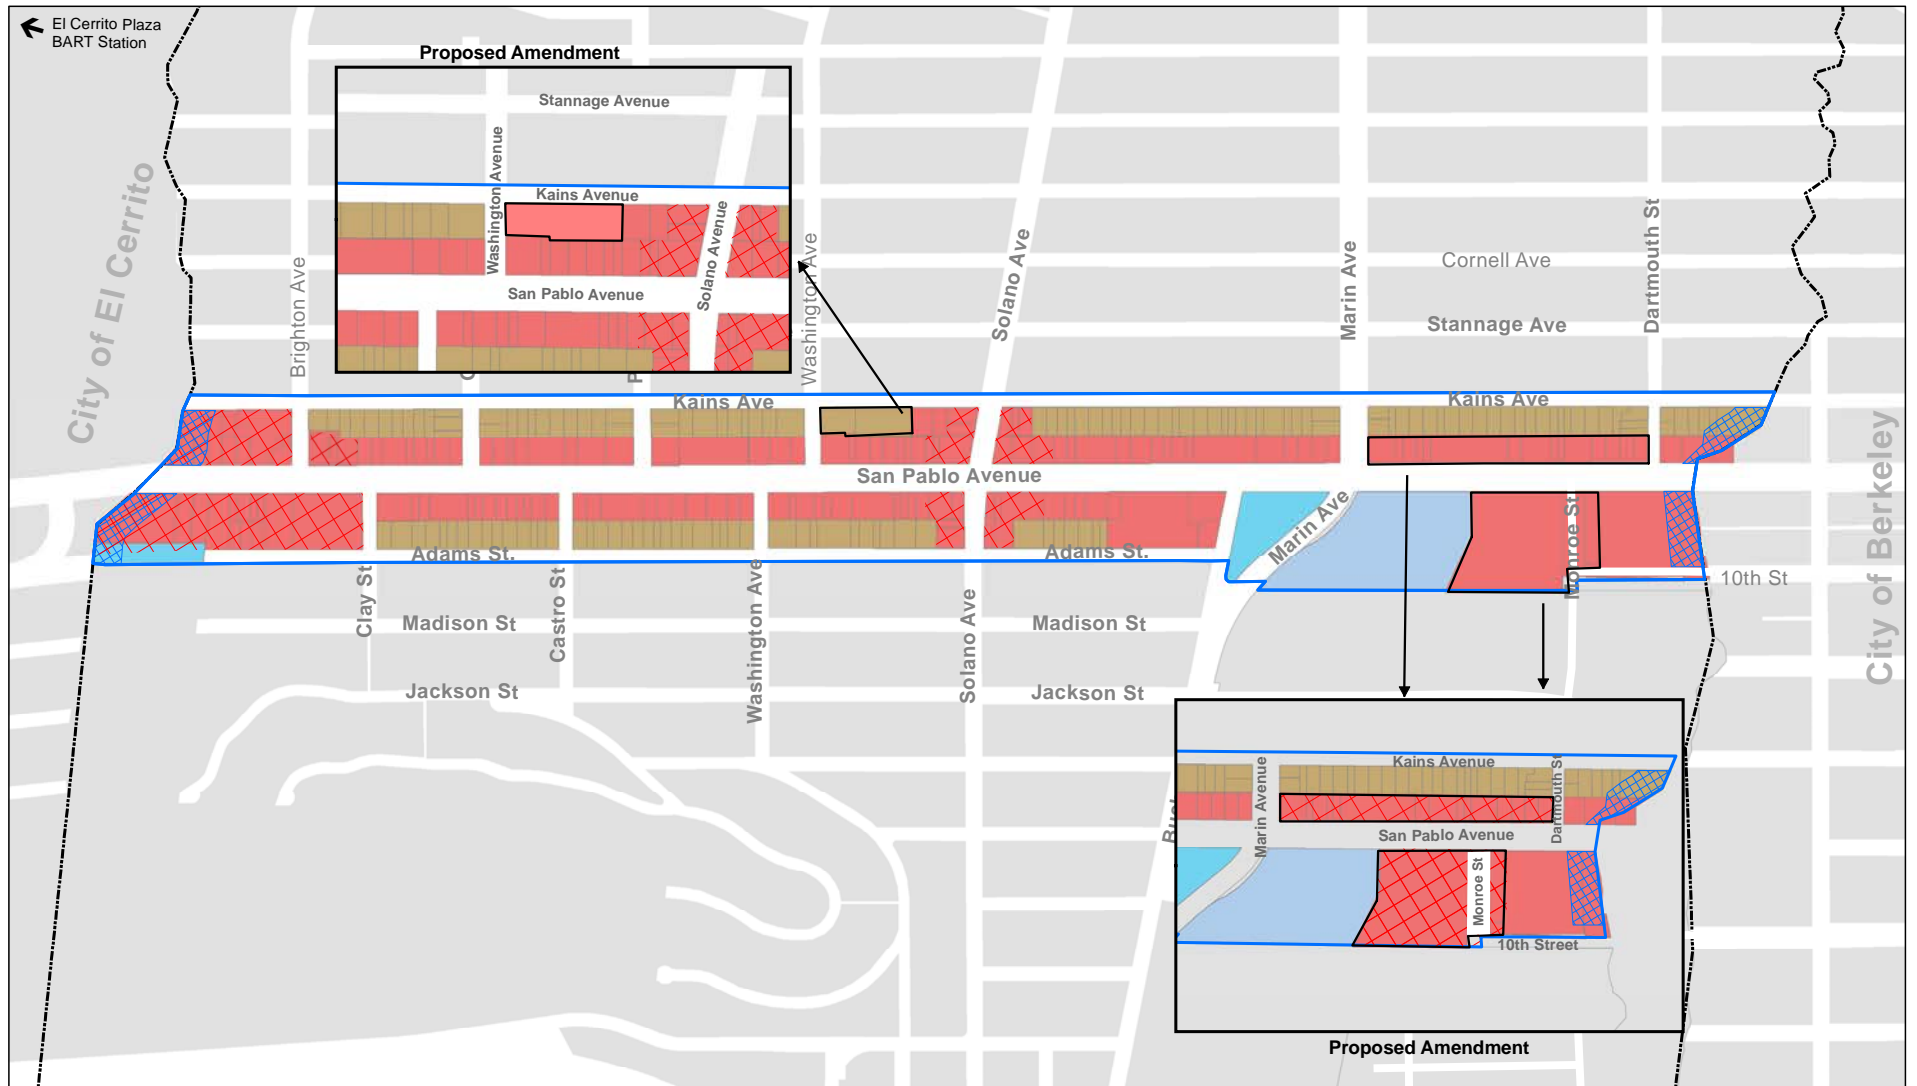 El Cerrito Plaza
BART Station
Proposed Amendment
Stannage Avenue
Washington Avenue
Kains Avenue
Solano Avenue
San Pablo Avenue
City of El Cerrito
Brighton Ave
Washington Ave
Solano Ave
Marin Ave
Cornell Ave
Stannage Ave
Dartmouth St
Kains Ave
Kains Ave
San Pablo Avenue
Marin Ave
Monroe St
10th St
City of Berkeley
Adams St.
Adams St.
Clay St
Castro St
Washington Ave
Solano Ave
Madison St
Madison St
Jackson St
Jackson St
Kains Avenue
Marin Avenue
Dartmouth St
San Pablo Avenue
Monroe St
10th Street
Proposed Amendment